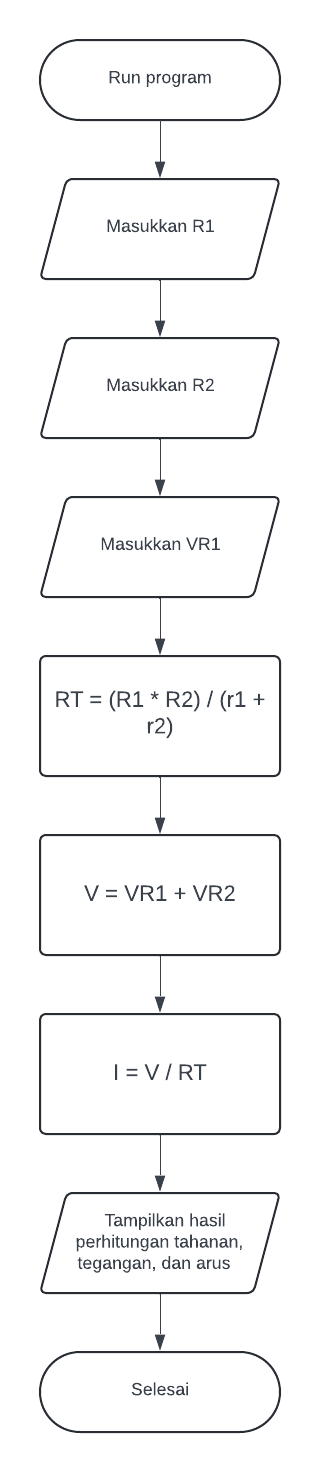 Run program
Masukkan R1
Masukkan R2
Masukkan VR1
RT = (R1 * R2) / (r1 +
r2)
V = VR1 + VR2
I = V / RT
Tampilkan hasil
perhitungan tahanan,
tegangan, dan arus
Selesai